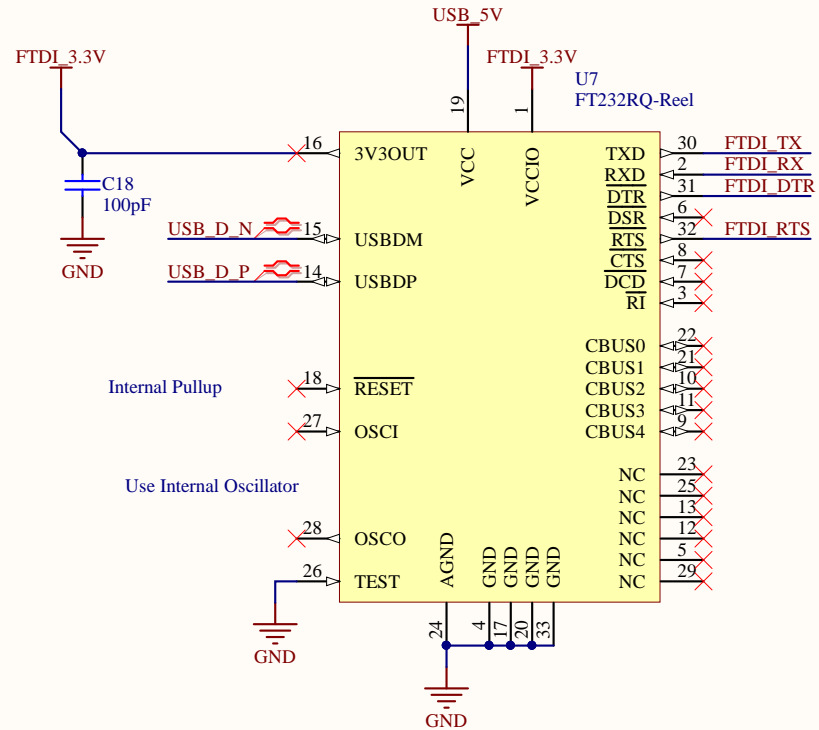 USB_5V
FTDI_3.3V
FTDI_3.3V
U7
FT232RQ-Reel
19
1
VCC
VCCIO
16
3V3OUT
C18
100pF
GND
USB_D_N
15
USBDM
USB_D_P
14
USBDP
Internal Pullup
18
RESET
27
OSCI
Use Internal Oscillator
28
OSCO
26
TEST
GND
TXD
30
FTDI_TX
RXD
2
FTDI_RX
DTR
31
FTDI_DTR
DSR
6
RTS
32
FTDI_RTS
CTS
8
DCD
7
RI
3
CBUS0
22
CBUS1
21
CBUS2
10
CBUS3
11
CBUS4
9
NC
23
NC
25
NC
13
NC
12
NC
5
NC
29
AGND
GND
GND
GND
GND
24
4
17
20
33
GND